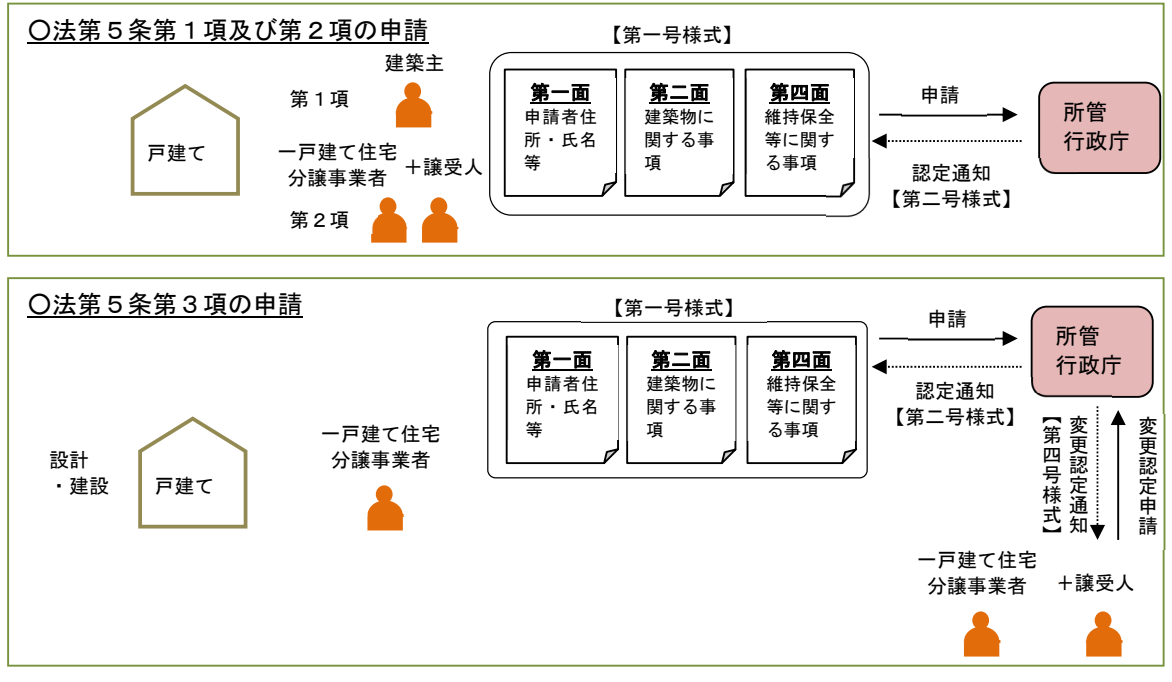 〇法第５条第１項及び第２項の申請
【第一号様式】
建築主
第１項
戸建て
一戸建て住宅
分譲事業者
＋譲受人
第２項
第一面
申請者住
所・氏名
等
第二面
建築物に
関する事
項
第四面
維持保全
等に関す
る事項
申請
認定通知
【第二号様式】
所管
行政庁
〇法第５条第３項の申請
【第一号様式】
設計
・建設
戸建て
一戸建て住宅
分譲事業者
第一面
申請者住
所・氏名
等
第二面
建築物に
関する事
項
第四面
維持保全
等に関す
る事項
申請
認定通知
【第二号様式】
所管
行政庁
変更認定申請
変更認定通知
【第四号様式】
一戸建て住宅
分譲事業者
＋譲受人